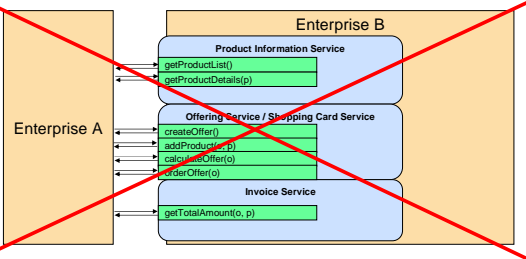 Enterprise B
Product Information Service
getProductList()
getProductDetails(p)
Enterprise A
Offering Service / Shopping Card Service
createOffer()
addProduct(o, p)
calculateOffer(o)
orderOffer(o)
Invoice Service
getTotalAmount(o, p)